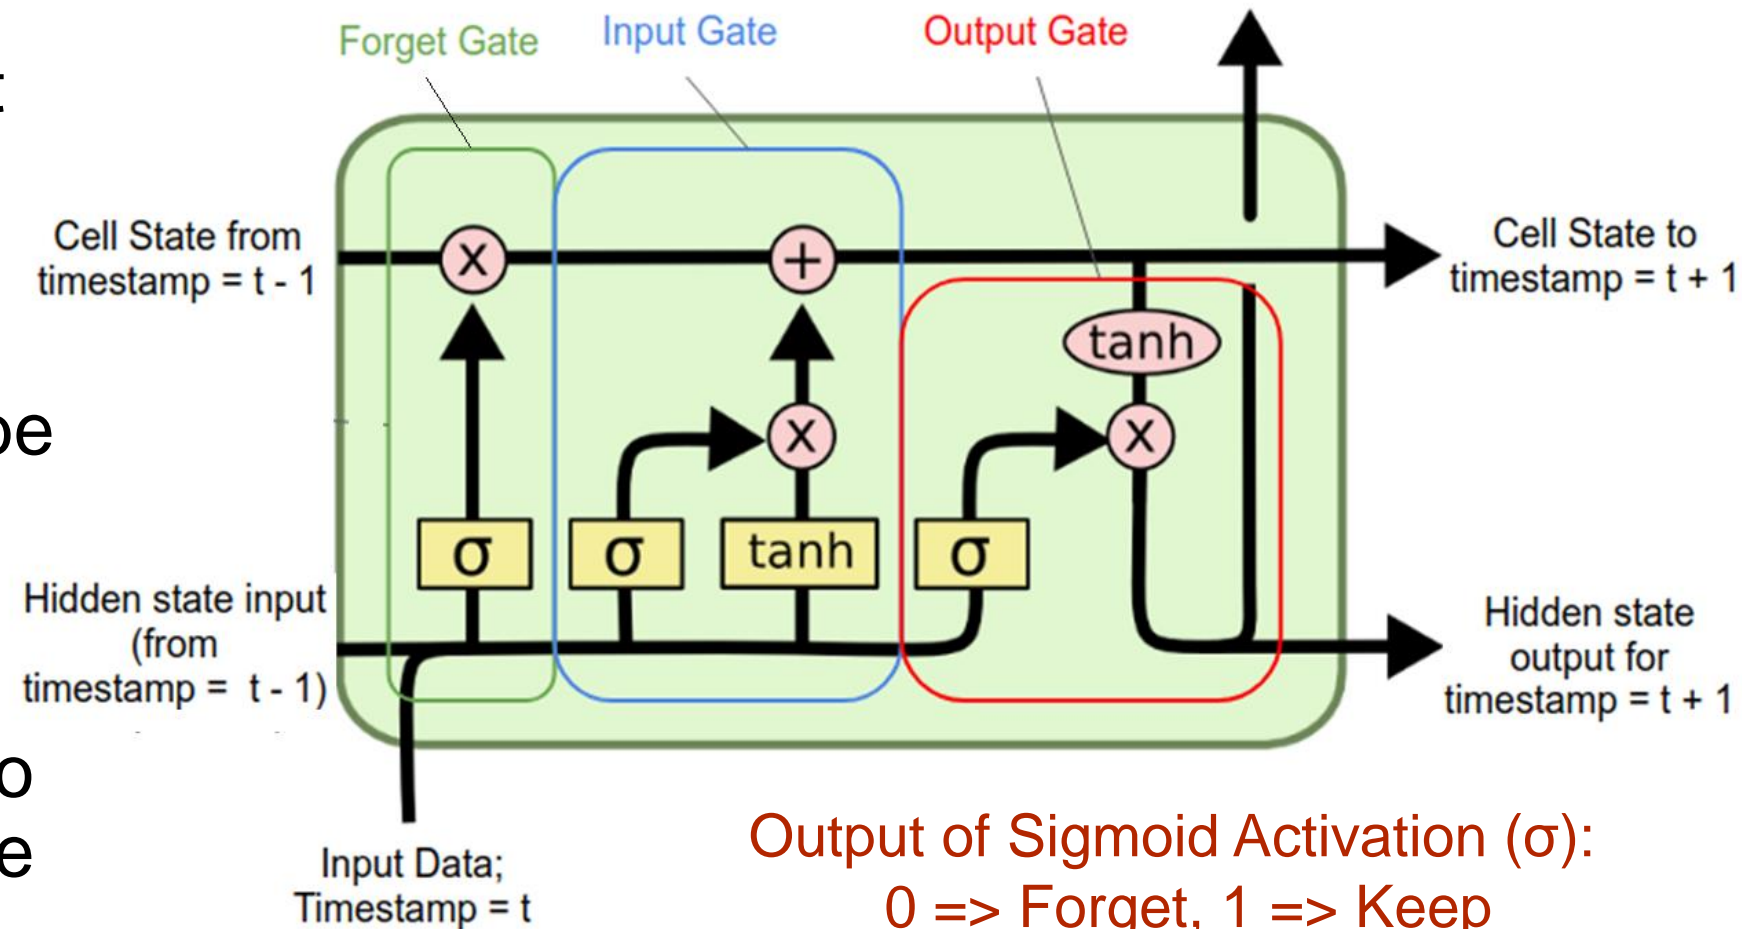 Forget Gate
Input Gate
Output Gate
t
Cell State from
timestamp = t - 1
x
+
Cell State to
timestamp = t + 1
tanh
be
x
x
σ
σ
tanh
σ
Hidden state input
(from
timestamp = t - 1)
Hidden state
output for
timestamp = t + 1
o
e
Input Data;
Timestamp = t
Output of Sigmoid Activation (σ):
0 => Forget, 1 => Keep